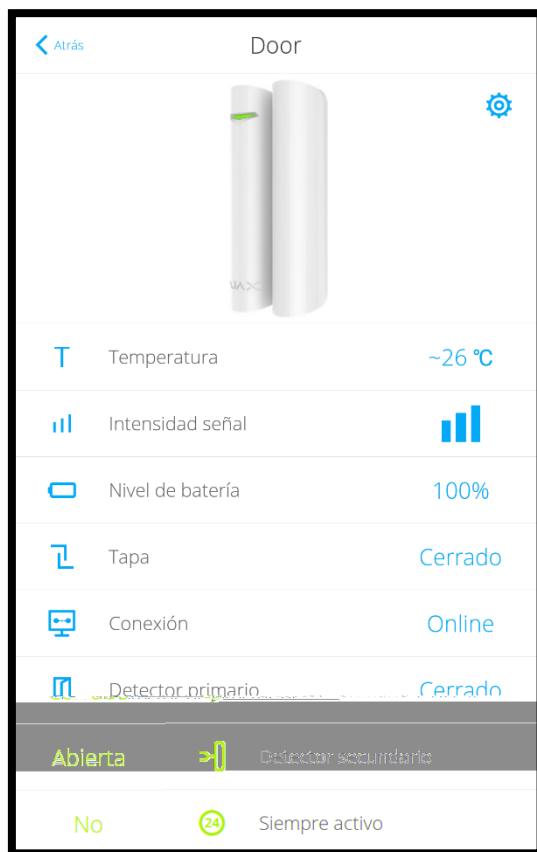 Atrás
Door
AJAX
Temperatura ~26 ℃
Intensidad señal
Nivel de batería 100%
Tapa Cerrado
Conexión Online
Detector primario Cerrado
Abierta Detector secundario
No 24 Siempre activo